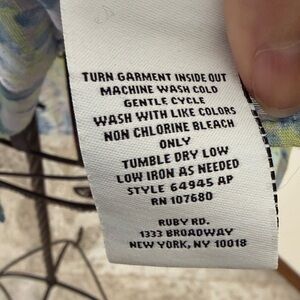 TURN GARMENT INSIDE OUT
MACHINE WASH COLD
GENTLE CYCLE
WASH WITH LIKE COLORS
NON CHLORINE BLEACH
ONLY
TUMBLE DRY LOW
LOW IRON AS NEEDED
STYLE 64945 AP
RN 107680
RUBY RD.
1333 BROADWAY
NEW YORK, NY 10018